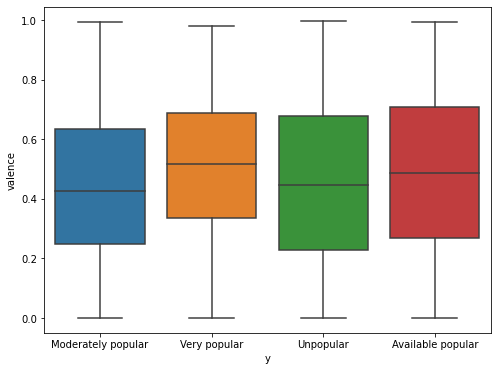 1.0
0.8
0.6
0.4
0.2
0.0
valence
Moderately popular
Very popular
Unpopular
Available popular
y